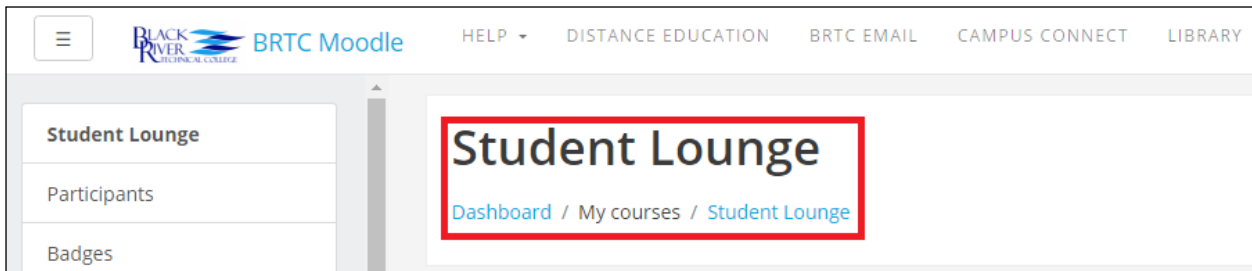 ☰ BLACK RIVER TECHNICAL COLLEGE BRTC Moodle HELP DISTANCE EDUCATION BRTC EMAIL CAMPUS CONNECT LIBRARY
Student Lounge
Participants
Badges
Student Lounge
Dashboard / My courses / Student Lounge